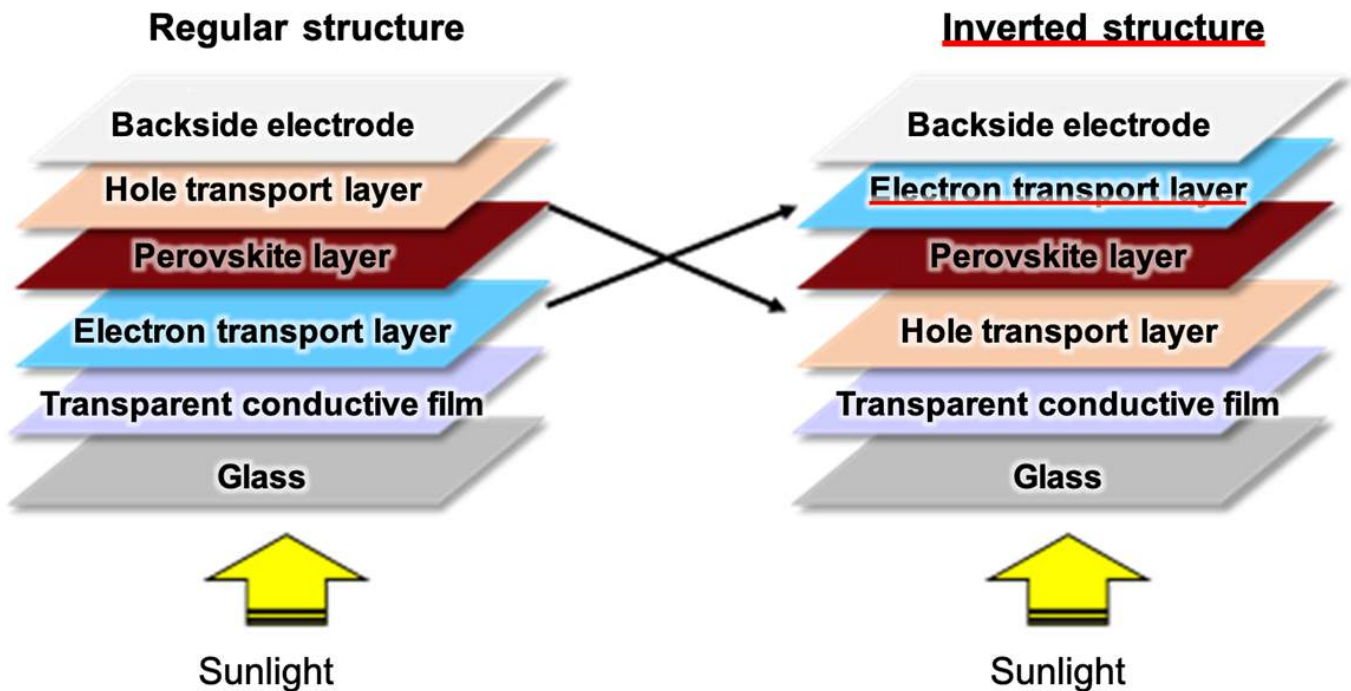 Regular structure
Backside electrode
Hole transport layer
Perovskite layer
Electron transport layer
Transparent conductive film
Glass
Sunlight
Inverted structure
Backside electrode
Electron transport layer
Perovskite layer
Hole transport layer
Transparent conductive film
Glass
Sunlight